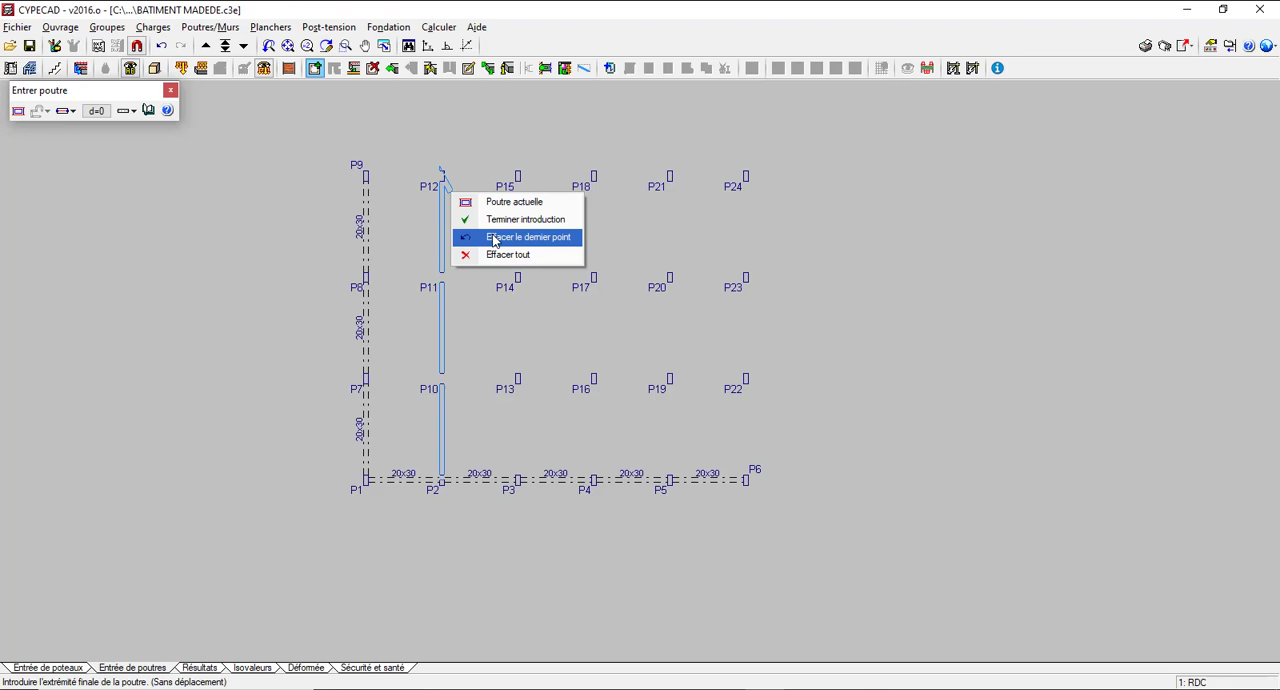 CYPECAD - v2016.o - [C:\...\BATIMENT MADEDE.c3e]
Fichier Ouvrage Groupes Charges Poutres/Murs Planchers Post-tension Fondation Calculer Aide
Entrer poutre
d=0
P9
P12 P15 P18 P21 P24
Poutre actuelle
Terminer introduction
Effacer le dernier point
Effacer tout
20x30
P8 P11 P14 P17 P20 P23
20x30
P7 P10 P13 P16 P19 P22
20x30
20x30 20x30 20x30 20x30 20x30 P6
P1 P2 P3 P4 P5
Entrée de poteaux Entrée de poutres Résultats Isovaleurs Déformée Sécurité et santé
Introduire l'extrémité finale de la poutre. (Sans déplacement) 1: RDC